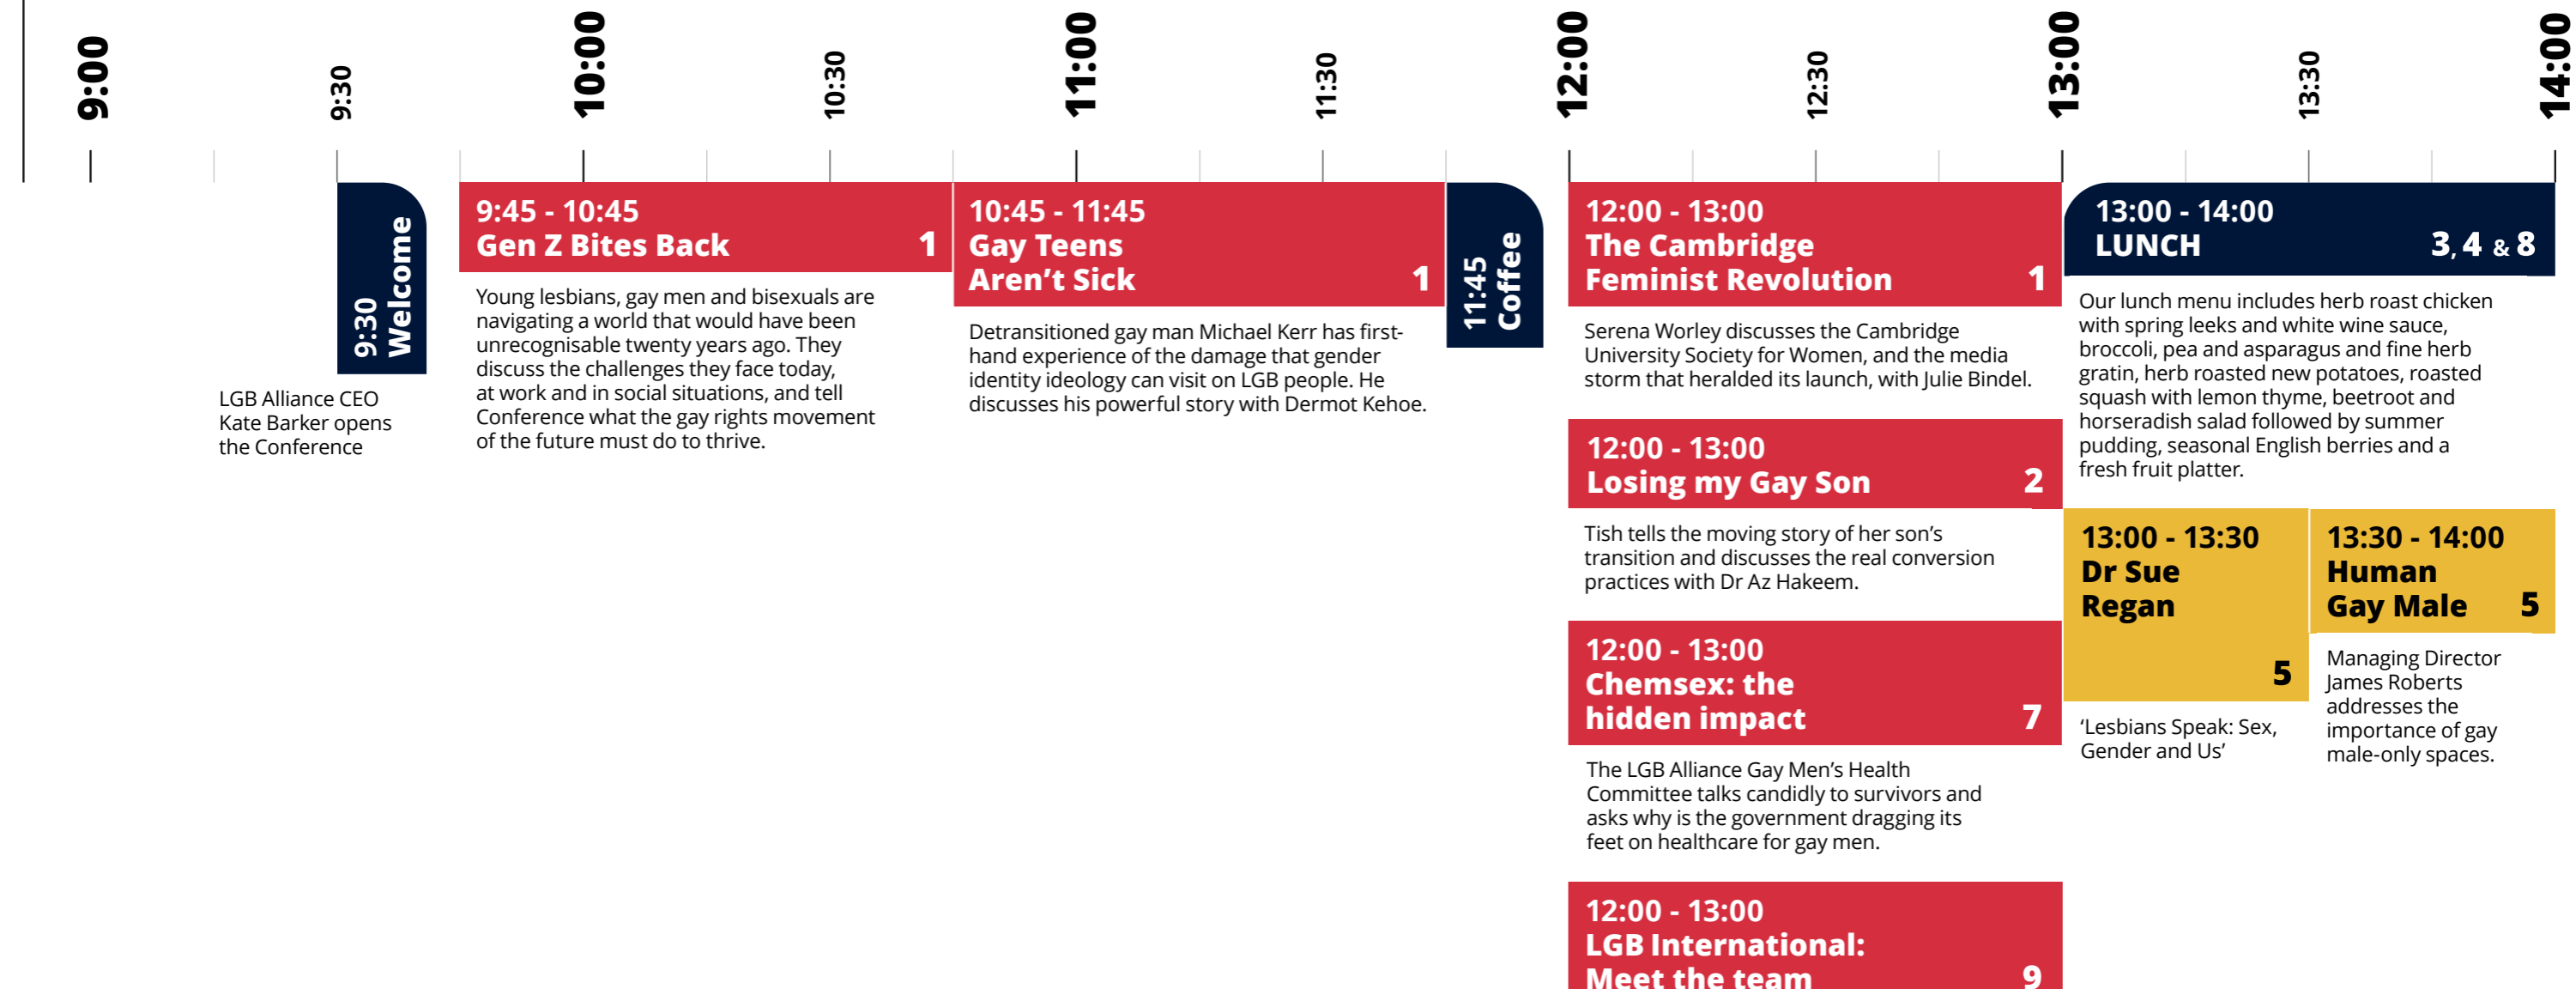 9:00
9:30
10:00
10:30
11:00
11:30
12:00
12:30
13:00
13:30
14:00
9:30
Welcome
LGB Alliance CEO
Kate Barker opens
the Conference
9:45 - 10:45
Gen Z Bites Back 1
Young lesbians, gay men and bisexuals are
navigating a world that would have been
unrecognisable twenty years ago. They
discuss the challenges they face today,
at work and in social situations, and tell
Conference what the gay rights movement
of the future must do to thrive.
10:45 - 11:45
Gay Teens
Aren’t Sick 1
Detransitioned gay man Michael Kerr has first-
hand experience of the damage that gender
identity ideology can visit on LGB people. He
discusses his powerful story with Dermot Kehoe.
11:45
Coffee
12:00 - 13:00
The Cambridge
Feminist Revolution 1
Serena Worley discusses the Cambridge
University Society for Women, and the media
storm that heralded its launch, with Julie Bindel.
12:00 - 13:00
Losing my Gay Son 2
Tish tells the moving story of her son’s
transition and discusses the real conversion
practices with Dr Az Hakeem.
12:00 - 13:00
Chemsex: the
hidden impact 7
The LGB Alliance Gay Men’s Health
Committee talks candidly to survivors and
asks why is the government dragging its
feet on healthcare for gay men.
12:00 - 13:00
LGB International:
Meet the team 9
13:00 - 14:00
LUNCH 3, 4 & 8
Our lunch menu includes herb roast chicken
with spring leeks and white wine sauce,
broccoli, pea and asparagus and fine herb
gratin, herb roasted new potatoes, roasted
squash with lemon thyme, beetroot and
horseradish salad followed by summer
pudding, seasonal English berries and a
fresh fruit platter.
13:00 - 13:30
Dr Sue
Regan
5
‘Lesbians Speak: Sex,
Gender and Us’
13:30 - 14:00
Human
Gay Male 5
Managing Director
James Roberts
addresses the
importance of gay
male-only spaces.